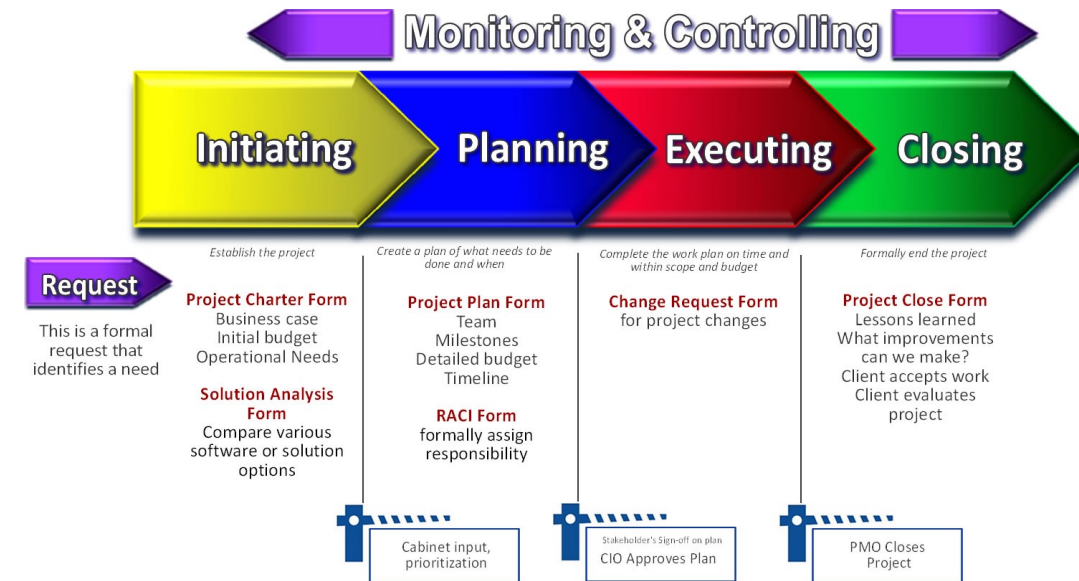 Monitoring & Controlling
Initiating
Planning
Executing
Closing
Request
This is a formal
request that
identifies a need
Establish the project
Project Charter Form
Business case
Initial budget
Operational Needs
Solution Analysis
Form
Compare various
software or solution
options
Create a plan of what needs to be
done and when
Project Plan Form
Team
Milestones
Detailed budget
Timeline
RACI Form
formally assign
responsibility
Complete the work plan on time and
within scope and budget
Change Request Form
for project changes
Formally end the project
Project Close Form
Lessons learned
What improvements
can we make?
Client accepts work
Client evaluates
project
Cabinet input,
prioritization
Stakeholder's Sign-off on plan
CIO Approves Plan
PMO Closes
Project